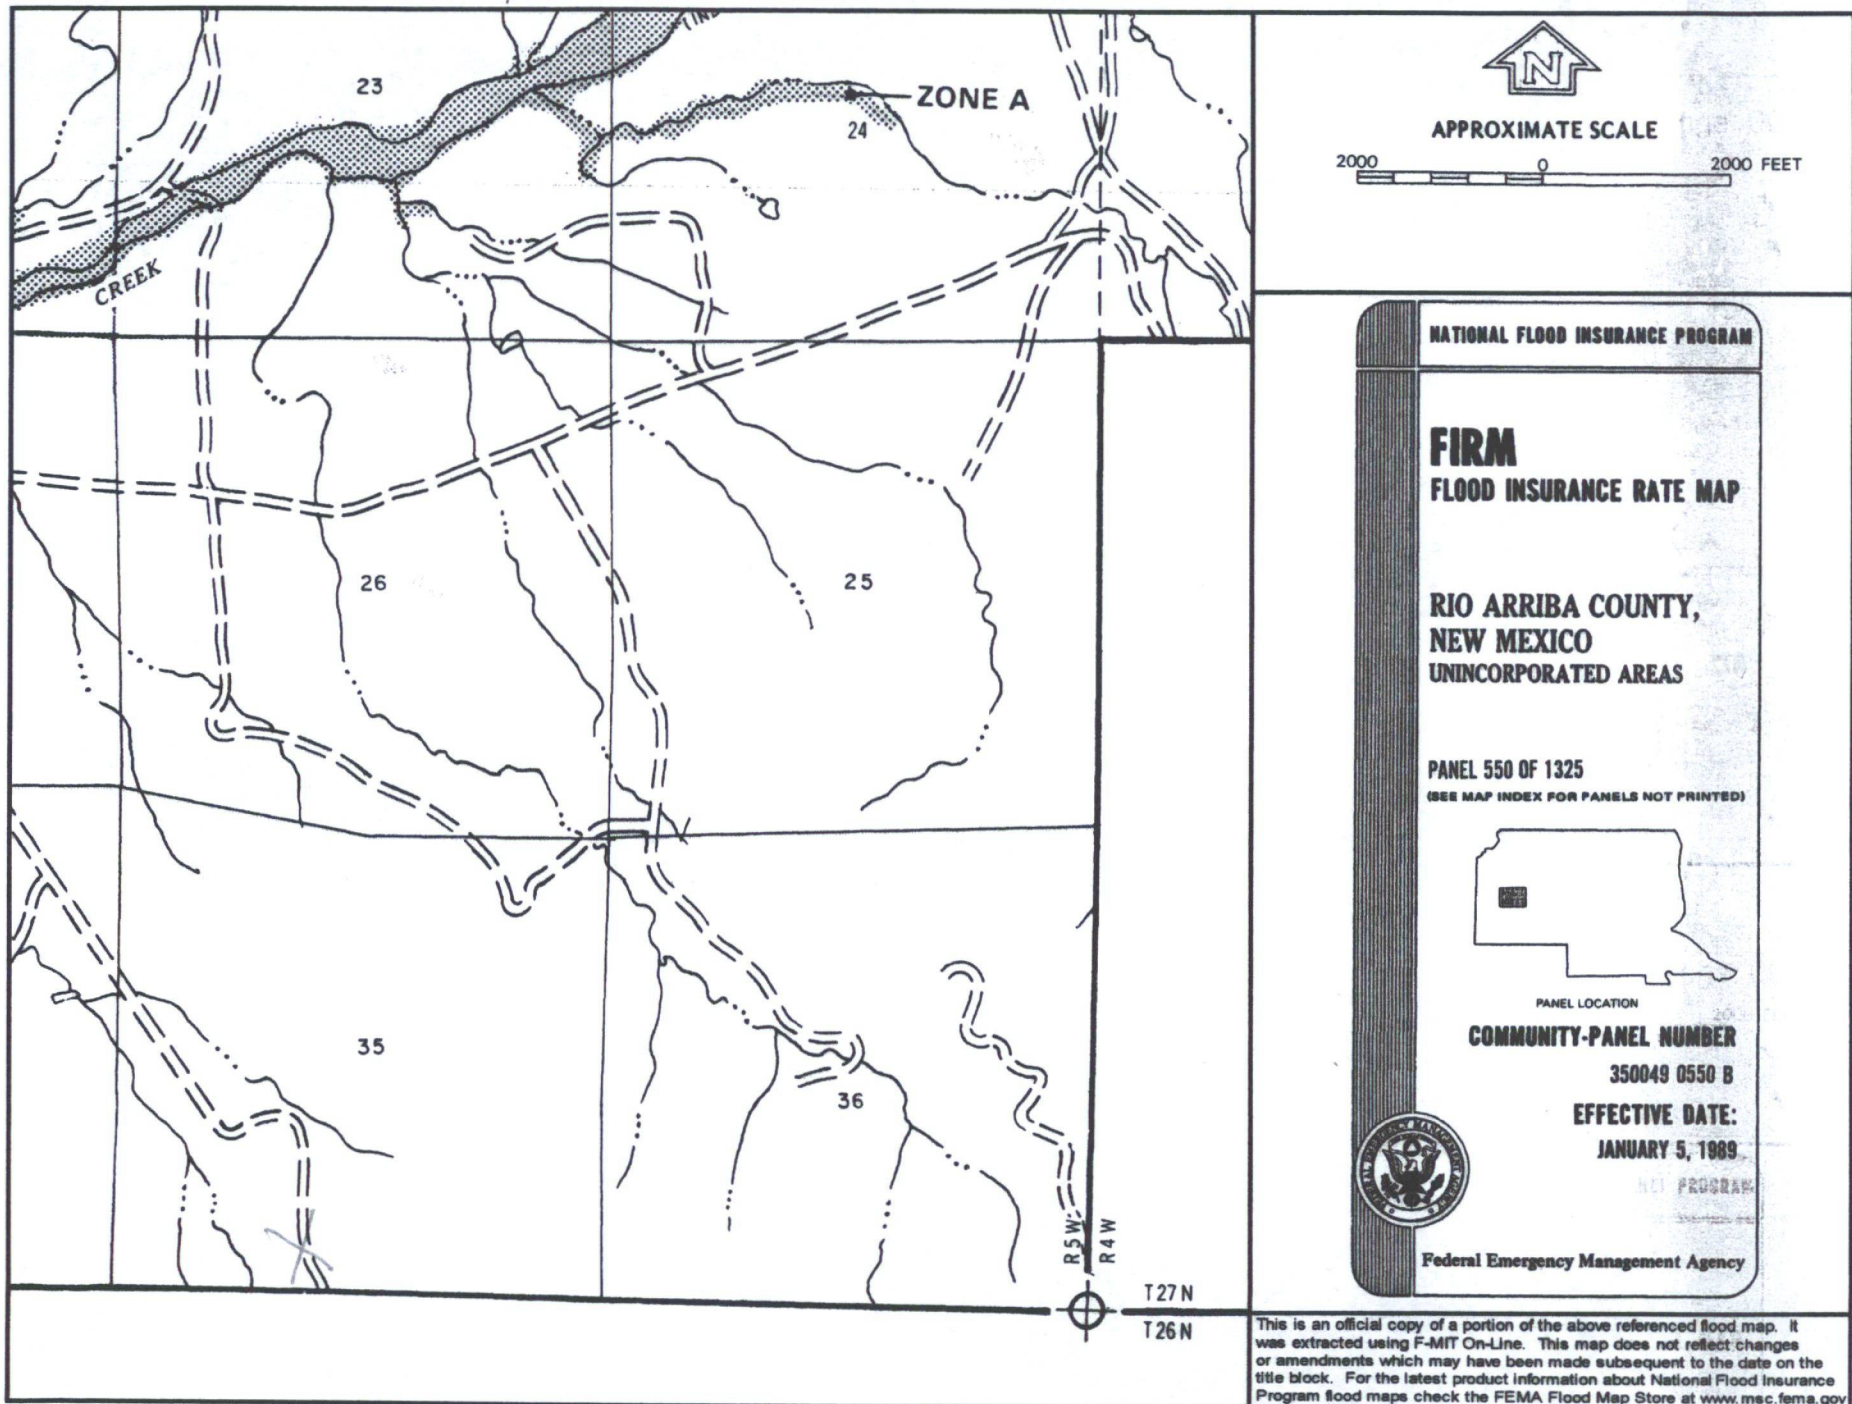 23
ZONE A
24
CREEK
26
25
35
36
R5W
R4W
T27N
T26N
N
APPROXIMATE SCALE
2000 0 2000 FEET
NATIONAL FLOOD INSURANCE PROGRAM
FIRM
FLOOD INSURANCE RATE MAP
RIO ARRIBA COUNTY,
NEW MEXICO
UNINCORPORATED AREAS
PANEL 550 OF 1325
(SEE MAP INDEX FOR PANELS NOT PRINTED)
PANEL LOCATION
COMMUNITY-PANEL NUMBER
350049 0550 B
EFFECTIVE DATE:
JANUARY 5, 1989
PROGRAM
FEDERAL EMERGENCY MANAGEMENT AGENCY
Federal Emergency Management Agency
This is an official copy of a portion of the above referenced flood map. It
was extracted using F-MIT On-Line. This map does not reflect changes
or amendments which may have been made subsequent to the date on the
title block. For the latest product information about National Flood Insurance
Program flood maps check the FEMA Flood Map Store at www.msc.fema.gov